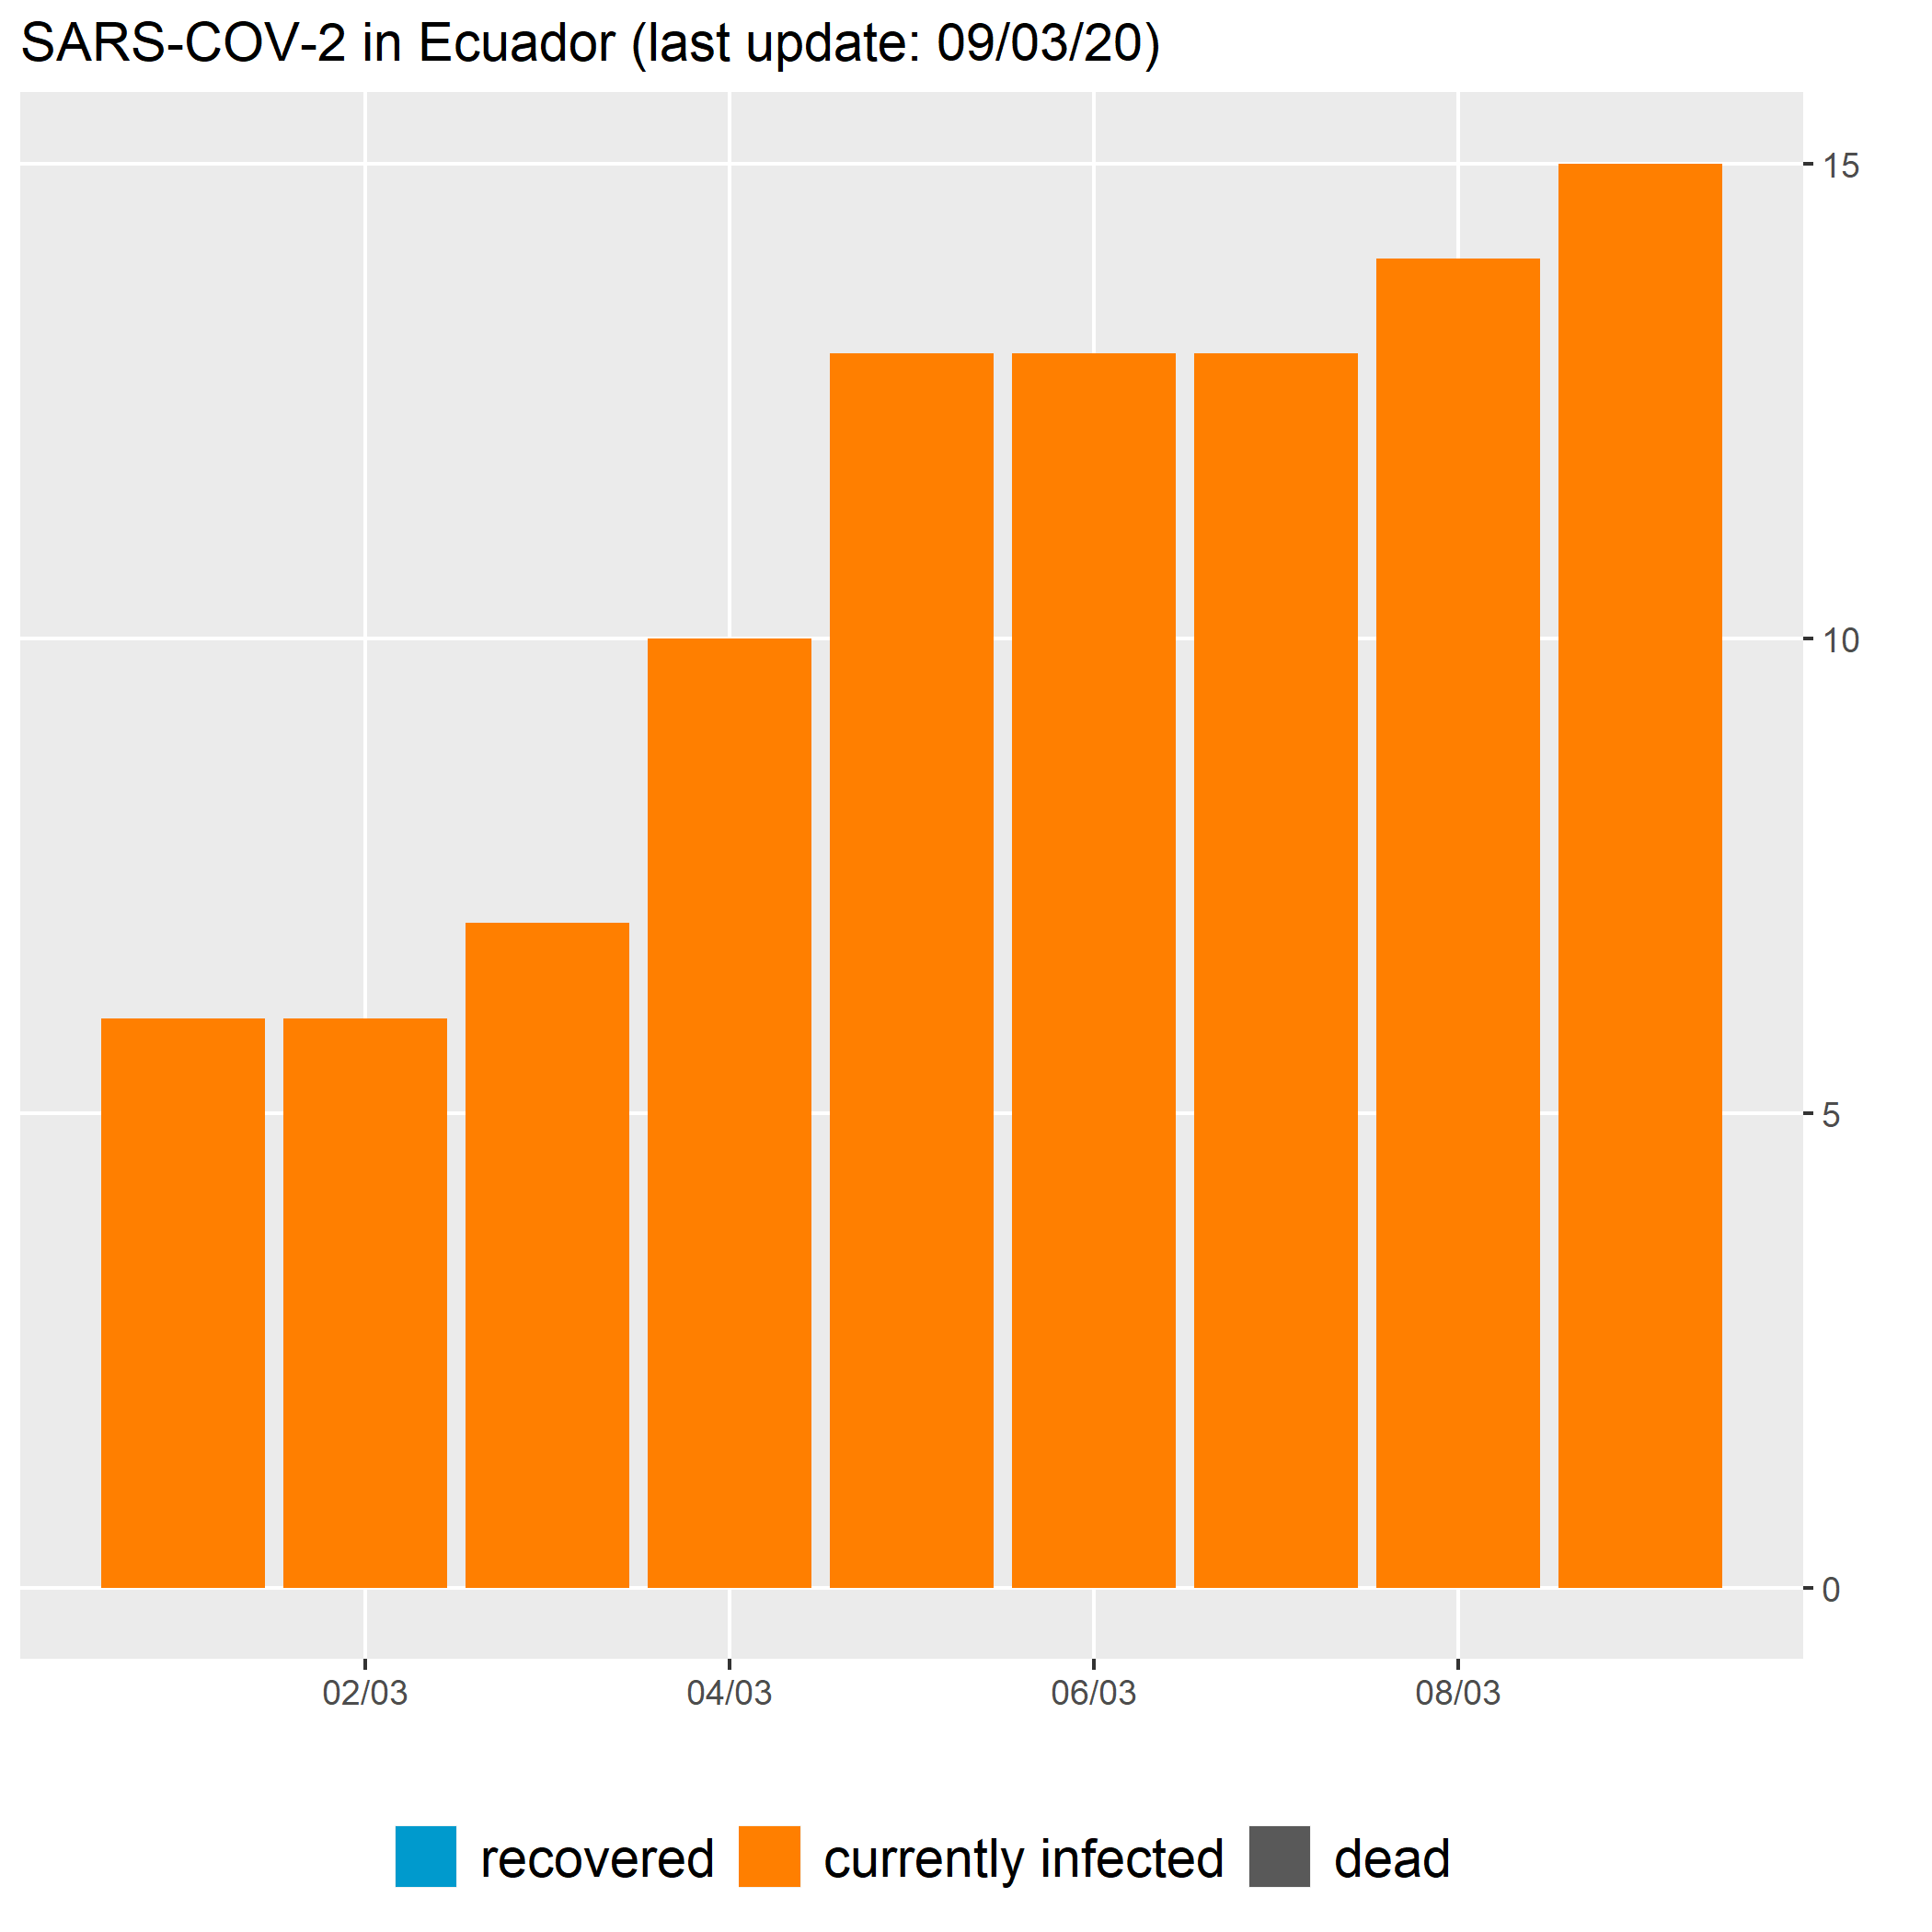 SARS-COV-2 in Ecuador (last update: 09/03/20)
15
10
5
0
02/03 04/03 06/03 08/03
recovered currently infected dead